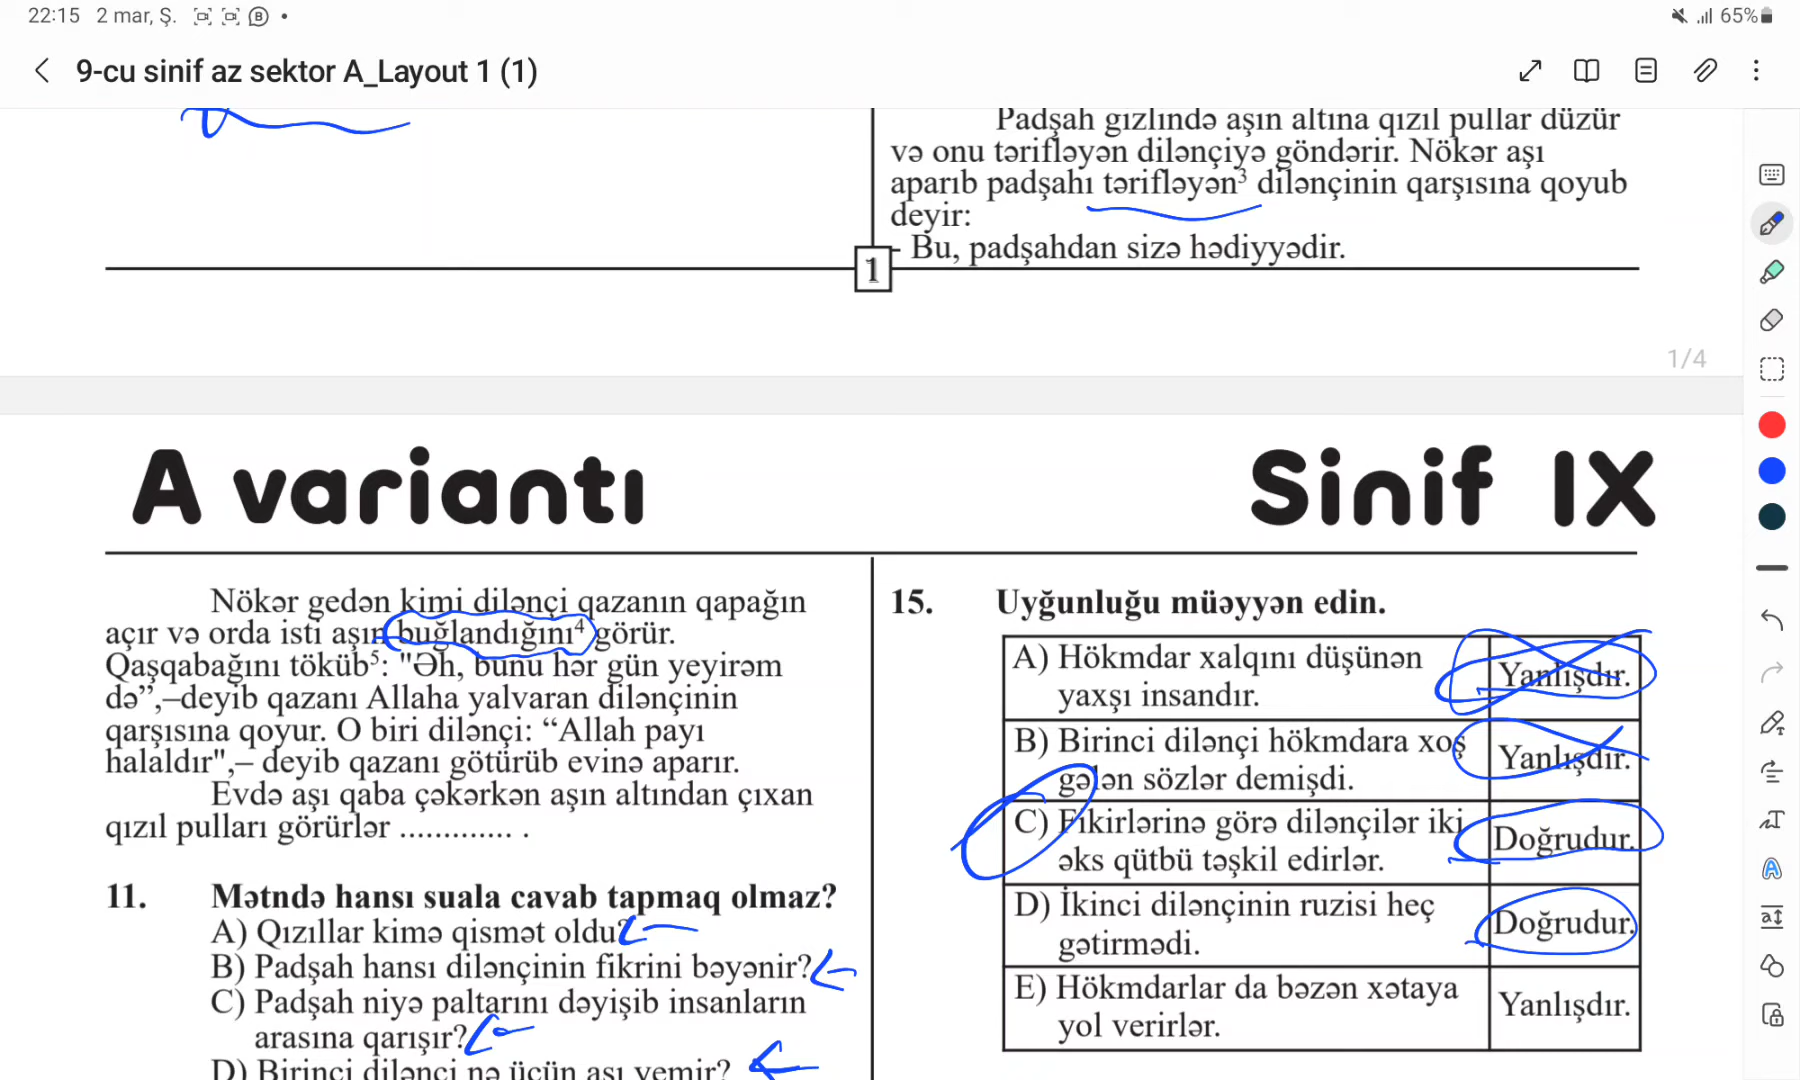 22:15 2 mar, Ş.
65%
9-cu sinif az sektor A_Layout 1 (1)
Padşah gizlində aşın altına qızıl pullar düzür
və onu tərifləyən dilənçiyə göndərir. Nökər aşı
aparıb padşahı tərifləyən³ dilənçinin qarşısına qoyub
deyir:
- Bu, padşahdan sizə hədiyyədir.
1
1/4
A variantı
Sinif IX
Nökər gedən kimi dilənçi qazanın qapağın
açır və orda isti aşın buğlandığını⁴ görür.
Qaşqabağını töküb⁵: "Əh, bunu hər gün yeyirəm
də”,–deyib qazanı Allaha yalvaran dilənçinin
qarşısına qoyur. O biri dilənçi: “Allah payı
halaldır",– deyib qazanı götürüb evinə aparır.
Evdə aşı qaba çəkərkən aşın altından çıxan
qızıl pulları görürlər ............. .
11. Mətndə hansı suala cavab tapmaq olmaz?
A) Qızıllar kimə qismət oldu?
B) Padşah hansı dilənçinin fikrini bəyənir?
C) Padşah niyə paltarını dəyişib insanların
arasına qarışır?
D) Birinci dilənçi nə üçün aşı yemir?
15. Uyğunluğu müəyyən edin.
A) Hökmdar xalqını düşünən
yaxşı insandır.
Yanlışdır.
B) Birinci dilənçi hökmdara xoş
gələn sözlər demişdi.
Yanlışdır.
C) Fikirlərinə görə dilənçilər iki
əks qütbü təşkil edirlər.
Doğrudur.
D) İkinci dilənçinin ruzisi heç
gətirmədi.
Doğrudur.
E) Hökmdarlar da bəzən xətaya
yol verirlər.
Yanlışdır.